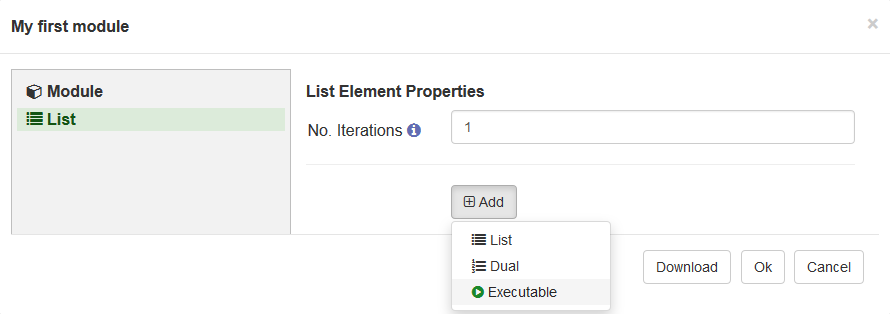 My first module
×
Module
List
List Element Properties
No. Iterations
1
Add
List
Dual
Executable
Download
Ok
Cancel